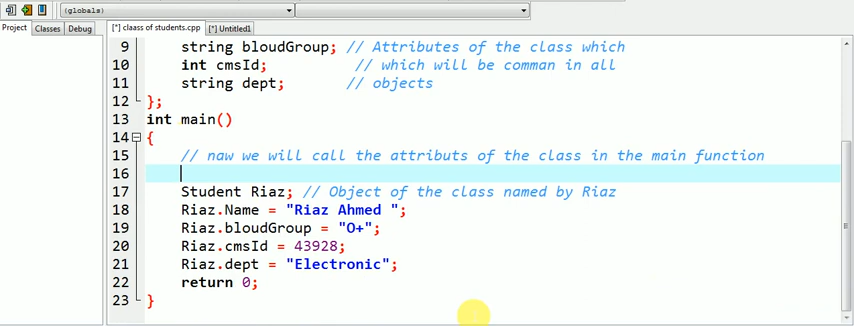 (globals)
Project Classes Debug [*] claass of students.cpp [*] Untitled1
9 string bloudGroup; // Attributes of the class which
10 int cmsId; // which will be comman in all
11 string dept; // objects
12 };
13 int main()
14 {
15 // naw we will call the attributs of the class in the main function
16
17 Student Riaz; // Object of the class named by Riaz
18 Riaz.Name = "Riaz Ahmed ";
19 Riaz.bloudGroup = "O+";
20 Riaz.cmsId = 43928;
21 Riaz.dept = "Electronic";
22 return 0;
23 }